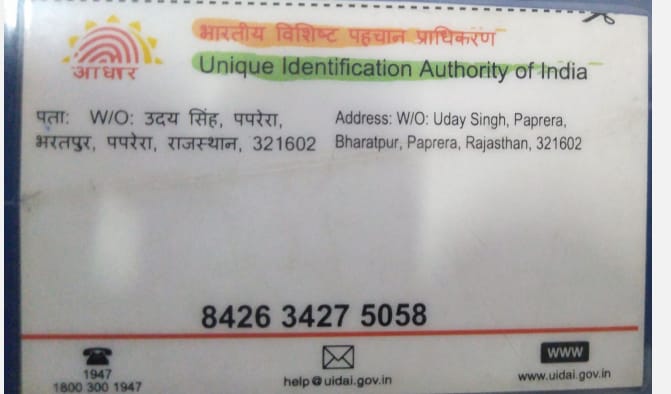 भारतीय विशिष्ट पहचान प्राधिकरण
आधार
Unique Identification Authority of India
पता: W/O: उदय सिंह, पपरेरा,
भरतपुर, पपरेरा, राजस्थान, 321602
Address: W/O: Uday Singh, Paprera,
Bharatpur, Paprera, Rajasthan, 321602
8426 3427 5058
1947
1800 300 1947
help@uidai.gov.in
WWW
www.uidai.gov.in